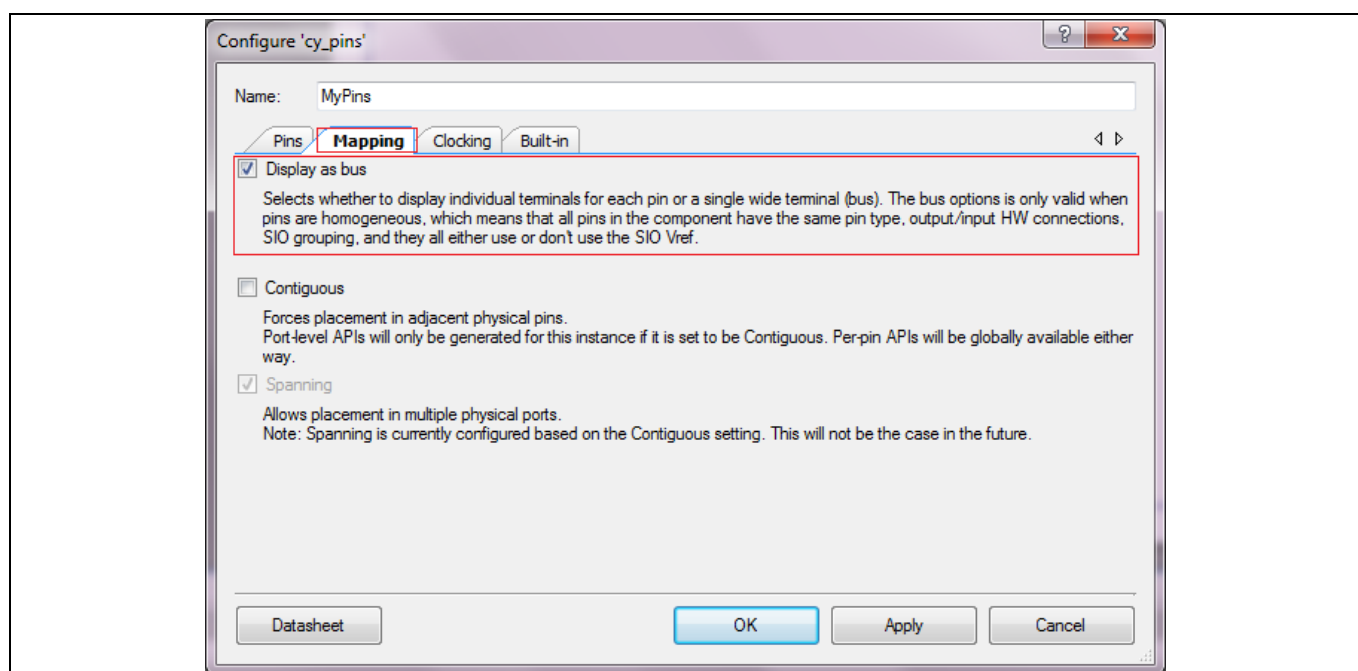 Configure 'cy_pins'
Name: MyPins
Pins Mapping Clocking Built-in
Display as bus
Selects whether to display individual terminals for each pin or a single wide terminal (bus). The bus options is only valid when
pins are homogeneous, which means that all pins in the component have the same pin type, output/input HW connections,
SIO grouping, and they all either use or don't use the SIO Vref.
Contiguous
Forces placement in adjacent physical pins.
Port-level APIs will only be generated for this instance if it is set to be Contiguous. Per-pin APIs will be globally available either
way.
Spanning
Allows placement in multiple physical ports.
Note: Spanning is currently configured based on the Contiguous setting. This will not be the case in the future.
Datasheet OK Apply Cancel